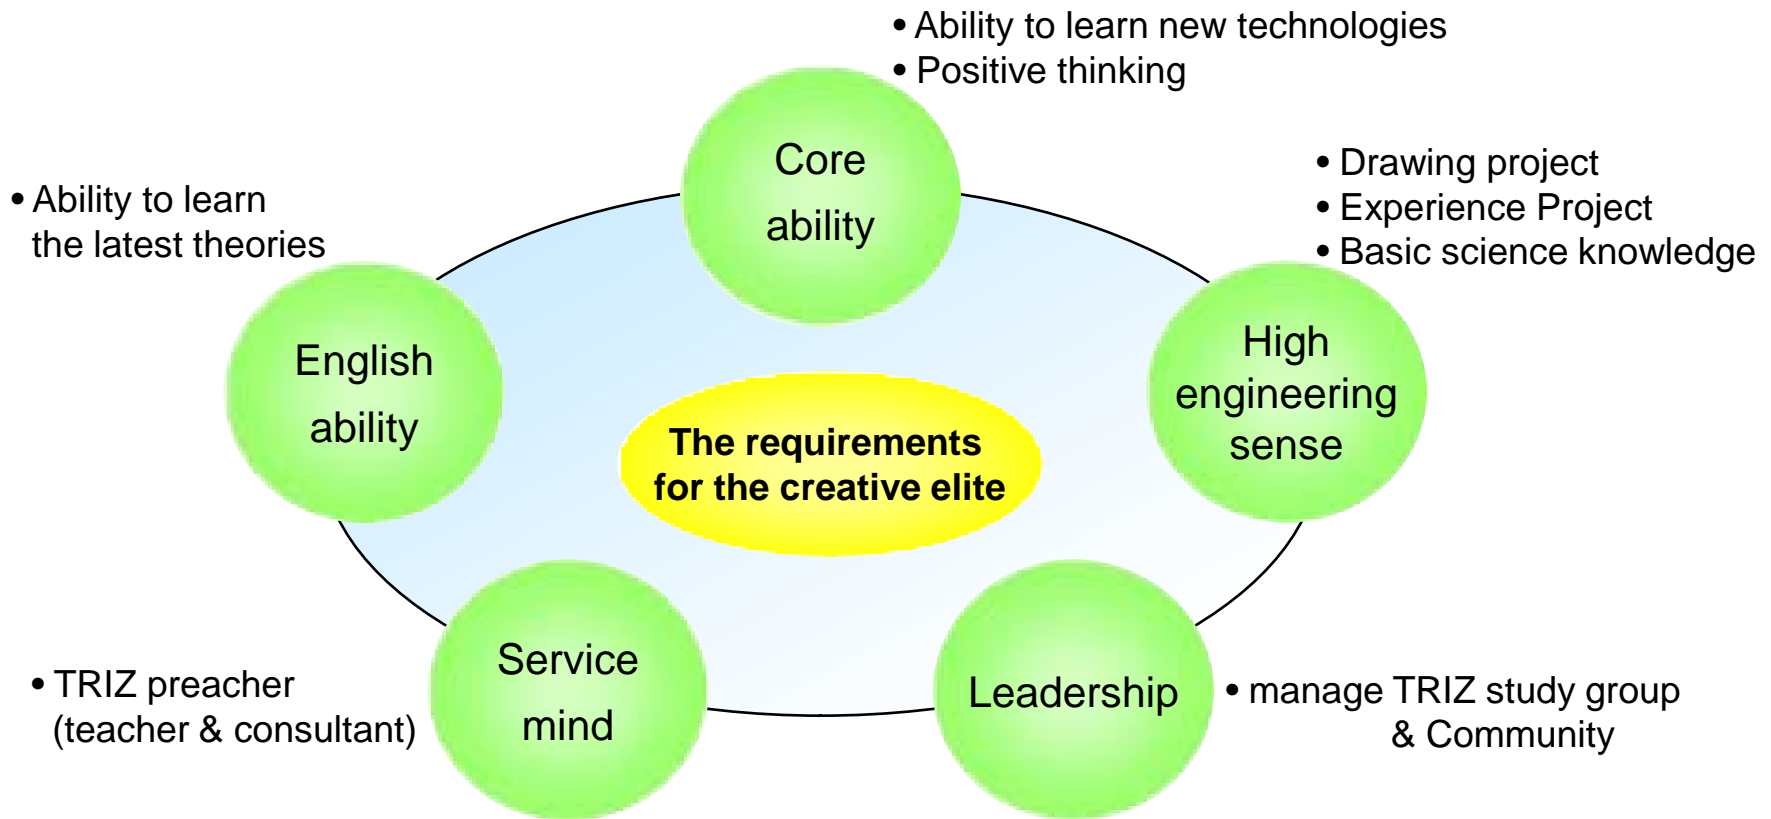 • Ability to learn new technologies
• Positive thinking
Core
ability
• Drawing project
• Experience Project
• Basic science knowledge
High
engineering
sense
• Ability to learn
the latest theories
English
ability
The requirements
for the creative elite
Service
mind
• TRIZ preacher
(teacher & consultant)
Leadership
• manage TRIZ study group
& Community